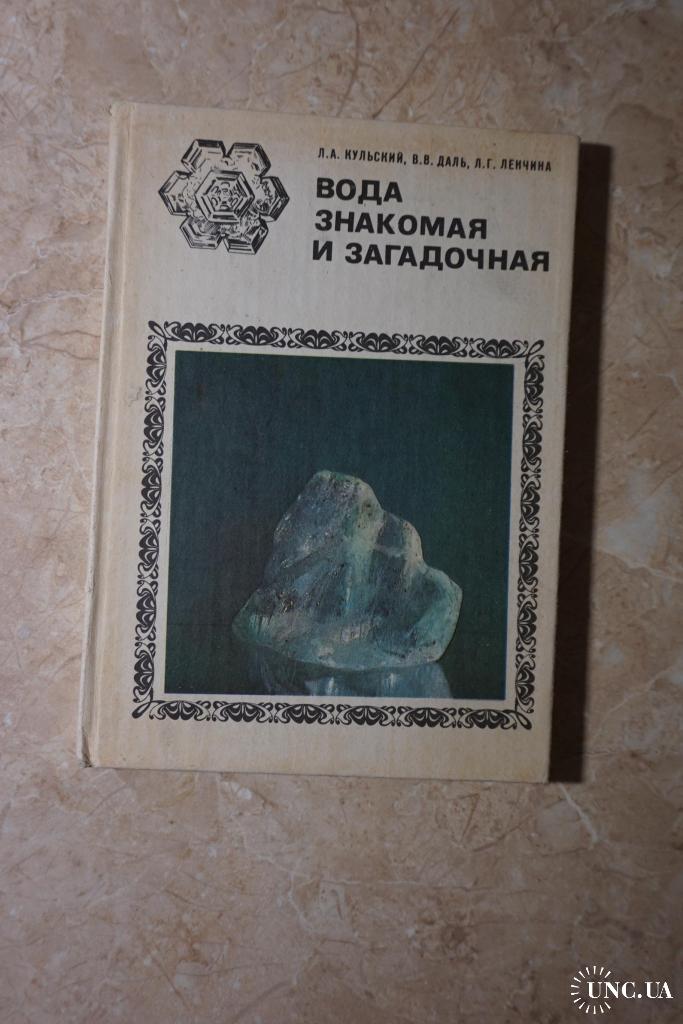 Л.А. КУЛЬСКИЙ, В.В. ДАЛЬ, Л.Г. ЛЕНЧИНА
ВОДА
ЗНАКОМАЯ
И ЗАГАДОЧНАЯ
UNC.UA